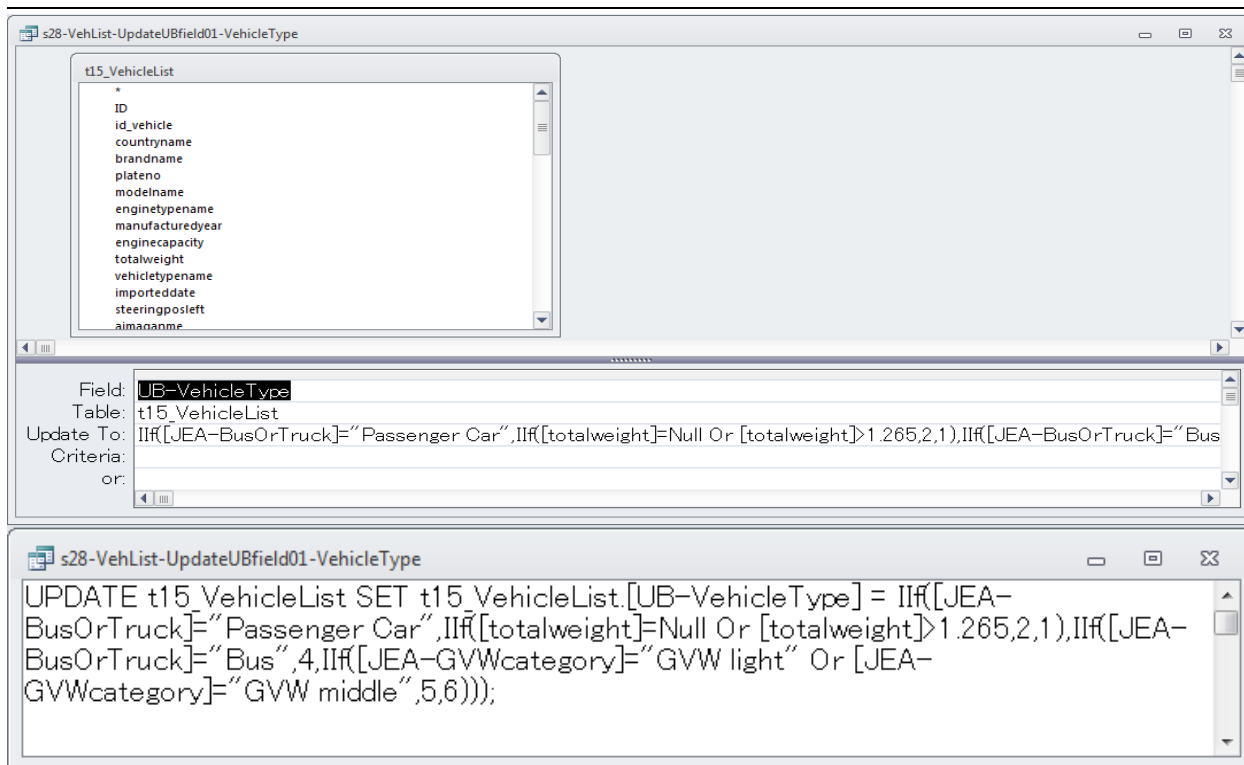 s28-VehList-UpdateUBfield01-VehicleType
t15_VehicleList
*
ID
id_vehicle
countryname
brandname
plateno
modelname
enginetypename
manufacturedyear
enginecapacity
totalweight
vehicletypename
importeddate
steeringposleft
aimaganme
Field: UB-VehicleType
Table: t15_VehicleList
Update To: IIf([JEA-BusOrTruck]="Passenger Car",IIf([totalweight]=Null Or [totalweight]>1.265,2,1),IIf([JEA-BusOrTruck]="Bus
Criteria:
or:
s28-VehList-UpdateUBfield01-VehicleType
UPDATE t15_VehicleList SET t15_VehicleList.[UB-VehicleType] = IIf([JEA-
BusOrTruck]="Passenger Car",IIf([totalweight]=Null Or [totalweight]>1.265,2,1),IIf([JEA-
BusOrTruck]="Bus",4,IIf([JEA-GVWcategory]="GVW light" Or [JEA-
GVWcategory]="GVW middle",5,6)));